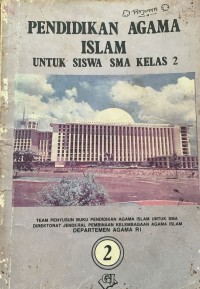 PENDIDIKAN AGAMA
ISLAM
UNTUK SISWA SMA KELAS 2
TEAM PENYUSUN BUKU PENDIDIKAN AGAMA ISLAM UNTUK SMA
DIREKTORAT JENDERAL PEMBINAAN KELEMBAGAAN AGAMA ISLAM
DEPARTEMEN AGAMA RI
2